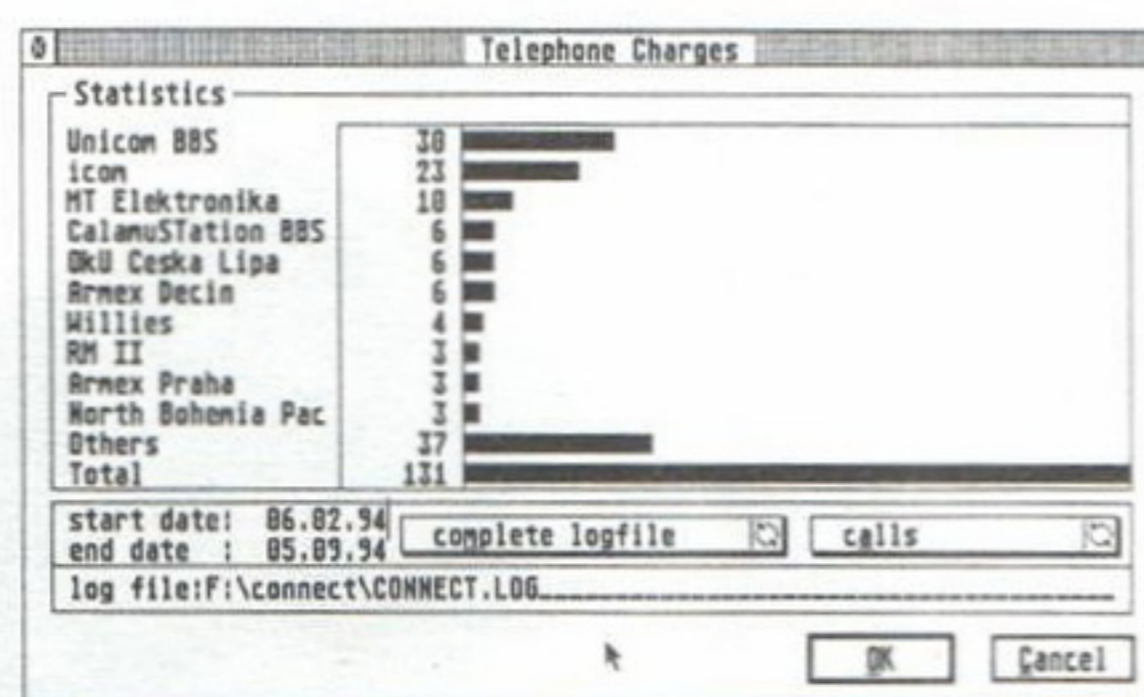 Telephone Charges
Statistics
Unicom BBS 30
icom 23
MT Elektronika 10
CalamuSTation BBS 6
OkU Ceska Lipa 6
Armex Decin 6
Willies 4
RM II 3
Armex Praha 3
North Bohemia Pac 3
Others 37
Total 131
start date: 06.02.94
end date : 05.09.94
complete logfile
calls
log file:F:\connect\CONNECT.LOG
OK
Cancel